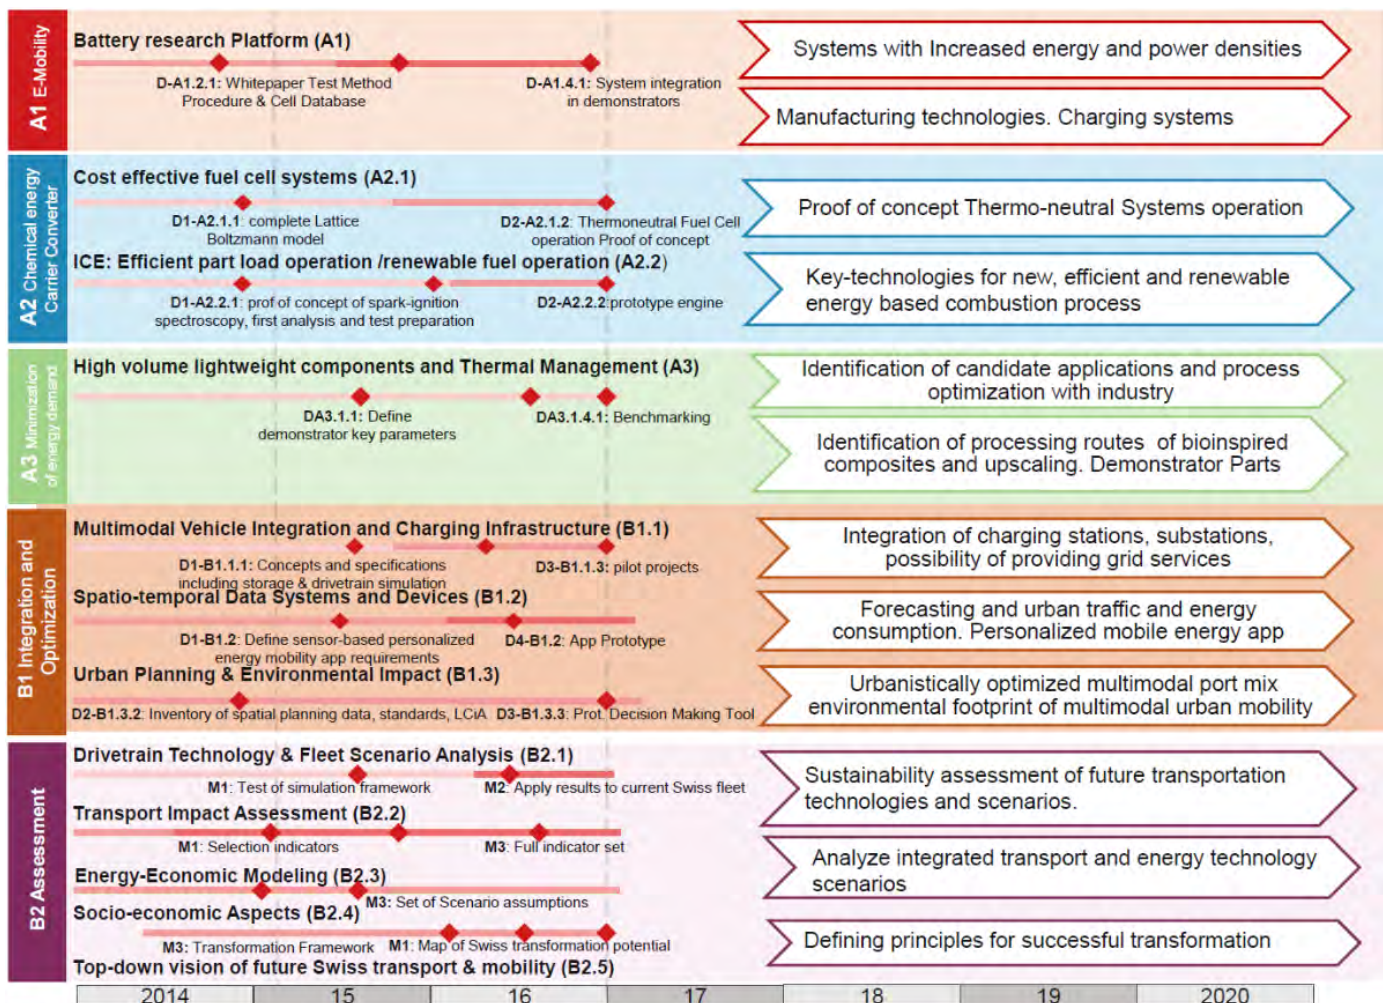 A1 E-Mobility
Battery research Platform (A1)
D-A1.2.1: Whitepaper Test Method
Procedure & Cell Database
D-A1.4.1: System integration
in demonstrators
Systems with Increased energy and power densities
Manufacturing technologies. Charging systems
A2 Chemical energy
Carrier Converter
Cost effective fuel cell systems (A2.1)
D1-A2.1.1: complete Lattice
Boltzmann model
D2-A2.1.2: Thermoneutral Fuel Cell
operation Proof of concept
ICE: Efficient part load operation /renewable fuel operation (A2.2)
D1-A2.2.1: prof of concept of spark-ignition
spectroscopy, first analysis and test preparation
D2-A2.2.2:prototype engine
Proof of concept Thermo-neutral Systems operation
Key-technologies for new, efficient and renewable
energy based combustion process
A3 Minimization
of energy demand
High volume lightweight components and Thermal Management (A3)
DA3.1.1: Define
demonstrator key parameters
DA3.1.4.1: Benchmarking
Identification of candidate applications and process
optimization with industry
Identification of processing routes of bioinspired
composites and upscaling. Demonstrator Parts
B1 Integration and
Optimization
Multimodal Vehicle Integration and Charging Infrastructure (B1.1)
D1-B1.1.1: Concepts and specifications
including storage & drivetrain simulation
D3-B1.1.3: pilot projects
Spatio-temporal Data Systems and Devices (B1.2)
D1-B1.2: Define sensor-based personalized
energy mobility app requirements
D4-B1.2: App Prototype
Urban Planning & Environmental Impact (B1.3)
D2-B1.3.2: Inventory of spatial planning data, standards, LCiA
D3-B1.3.3: Prot. Decision Making Tool
Integration of charging stations, substations,
possibility of providing grid services
Forecasting and urban traffic and energy
consumption. Personalized mobile energy app
Urbanistically optimized multimodal port mix
environmental footprint of multimodal urban mobility
B2 Assessment
Drivetrain Technology & Fleet Scenario Analysis (B2.1)
M1: Test of simulation framework
M2: Apply results to current Swiss fleet
Transport Impact Assessment (B2.2)
M1: Selection indicators
M3: Full indicator set
Energy-Economic Modeling (B2.3)
M3: Set of Scenario assumptions
Socio-economic Aspects (B2.4)
M3: Transformation Framework
M1: Map of Swiss transformation potential
Top-down vision of future Swiss transport & mobility (B2.5)
Sustainability assessment of future transportation
technologies and scenarios.
Analyze integrated transport and energy technology
scenarios
Defining principles for successful transformation
2014 15 16 17 18 19 2020